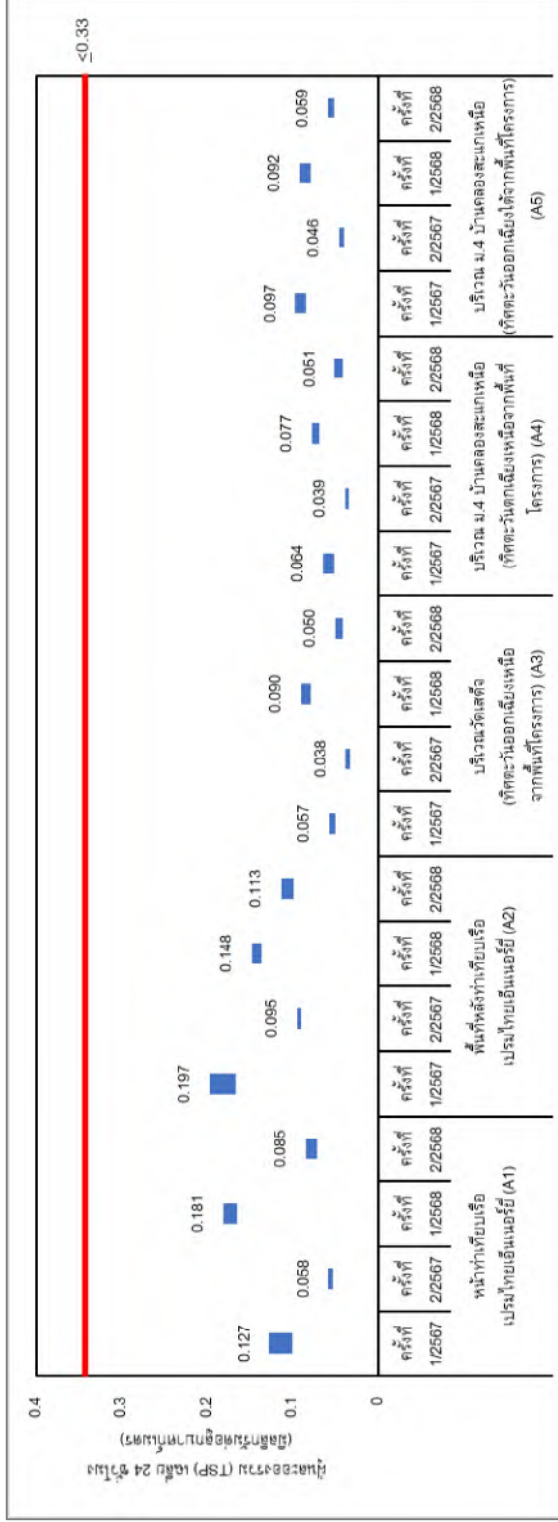 ฝุ่นละอองรวม (TSP) เฉลี่ย 24 ชั่วโมง
(มิลลิกรัมต่อลูกบาศก์เมตร)
0.4
0.3
0.2
0.1
0
≤0.33
0.127
0.058
0.181
0.085
0.197
0.095
0.148
0.113
0.057
0.038
0.090
0.050
0.064
0.039
0.077
0.051
0.097
0.046
0.092
0.059
ครั้งที่ ครั้งที่ ครั้งที่ ครั้งที่ ครั้งที่ ครั้งที่ ครั้งที่ ครั้งที่ ครั้งที่ ครั้งที่ ครั้งที่ ครั้งที่ ครั้งที่ ครั้งที่ ครั้งที่ ครั้งที่ ครั้งที่ ครั้งที่ ครั้งที่ ครั้งที่
1/2567 2/2567 1/2568 2/2568 1/2567 2/2567 1/2568 2/2568 1/2567 2/2567 1/2568 2/2568 1/2567 2/2567 1/2568 2/2568 1/2567 2/2567 1/2568 2/2568
หน้าท่าเทียบเรือ
เปรมไทยเอ็นเนอร์ยี่ (A1)
พื้นที่หลังท่าเทียบเรือ
เปรมไทยเอ็นเนอร์ยี่ (A2)
บริเวณวัดเสด็จ
(ทิศตะวันออกเฉียงเหนือ
จากพื้นที่โครงการ) (A3)
บริเวณ ม.4 บ้านคลองสะแกเหนือ
(ทิศตะวันตกเฉียงเหนือจากพื้นที่
โครงการ) (A4)
บริเวณ ม.4 บ้านคลองสะแกเหนือ
(ทิศตะวันออกเฉียงใต้จากพื้นที่โครงการ)
(A5)